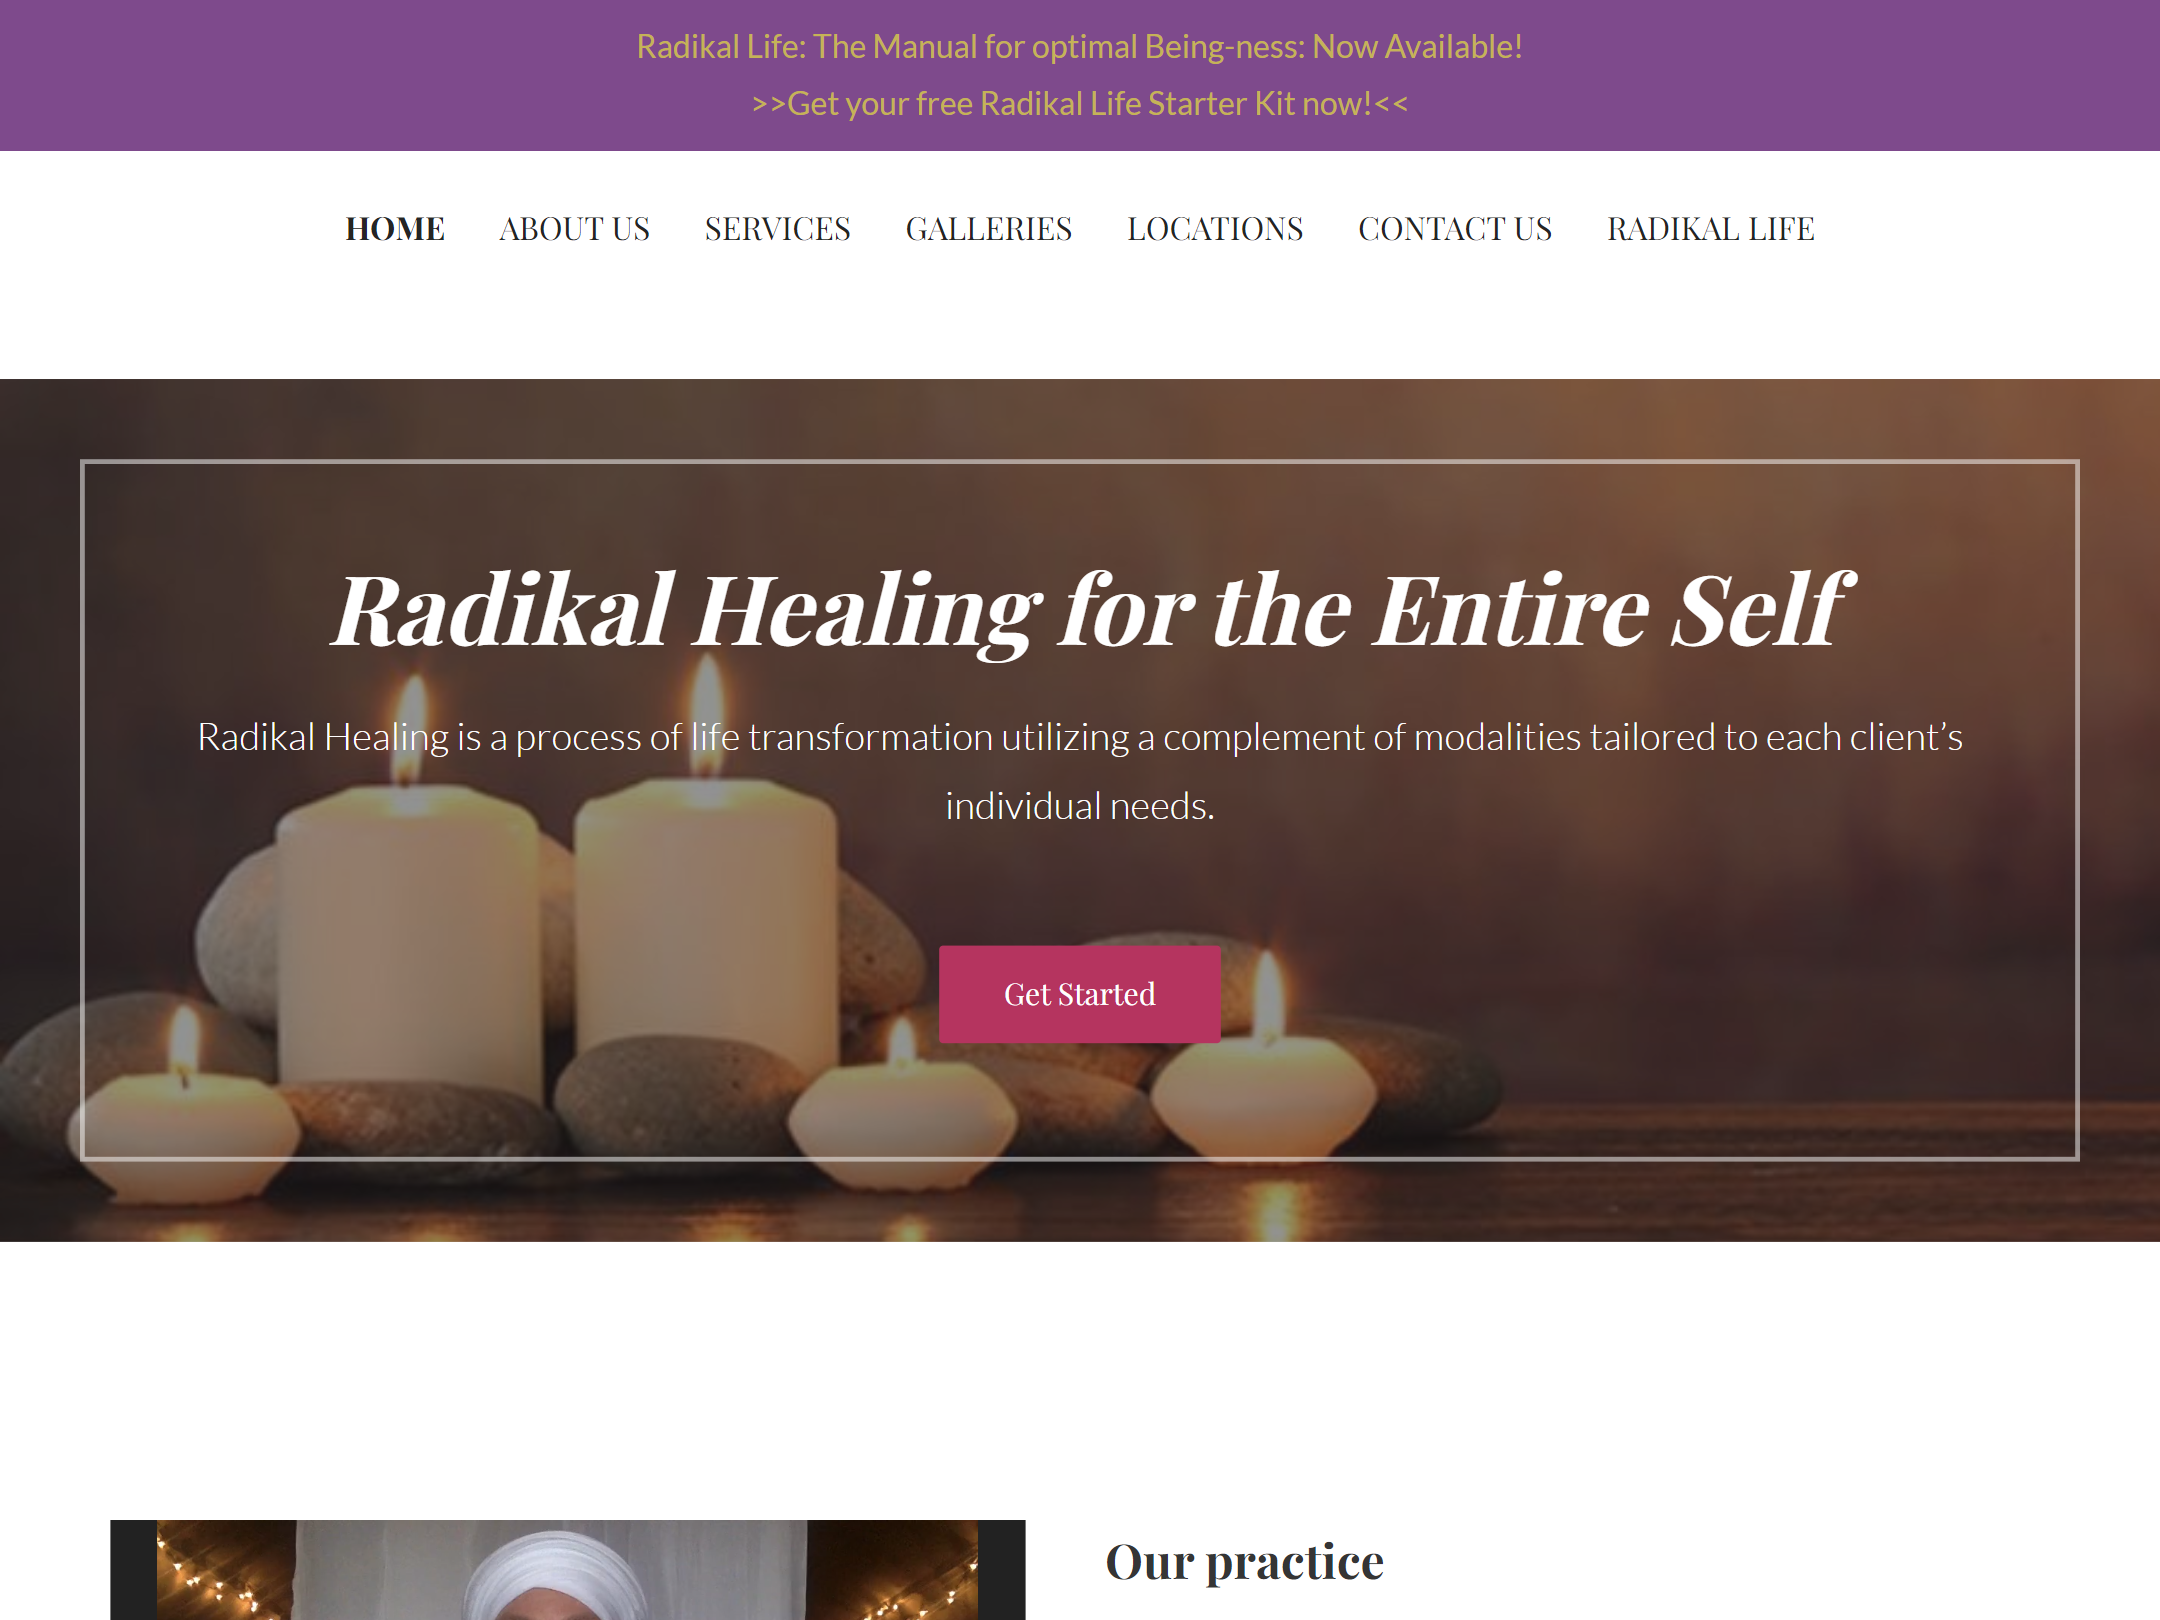 Radikal Life: The Manual for optimal Being-ness: Now Available!
>>Get your free Radikal Life Starter Kit now!<<
HOME ABOUT US SERVICES GALLERIES LOCATIONS CONTACT US RADIKAL LIFE
Radikal Healing for the Entire Self
Radikal Healing is a process of life transformation utilizing a complement of modalities tailored to each client’s
individual needs.
Get Started
Our practice